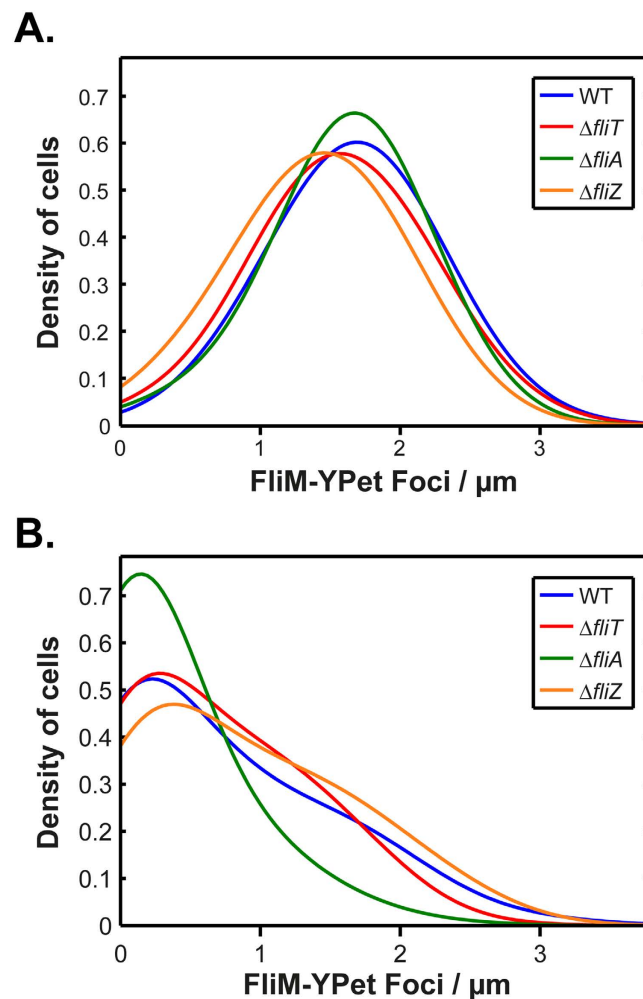 A.
Density of cells
0.7
0.6
0.5
0.4
0.3
0.2
0.1
0
0 1 2 3
FliM-YPet Foci / µm
WT
ΔfliT
ΔfliA
ΔfliZ
B.
Density of cells
0.7
0.6
0.5
0.4
0.3
0.2
0.1
0
0 1 2 3
FliM-YPet Foci / µm
WT
ΔfliT
ΔfliA
ΔfliZ